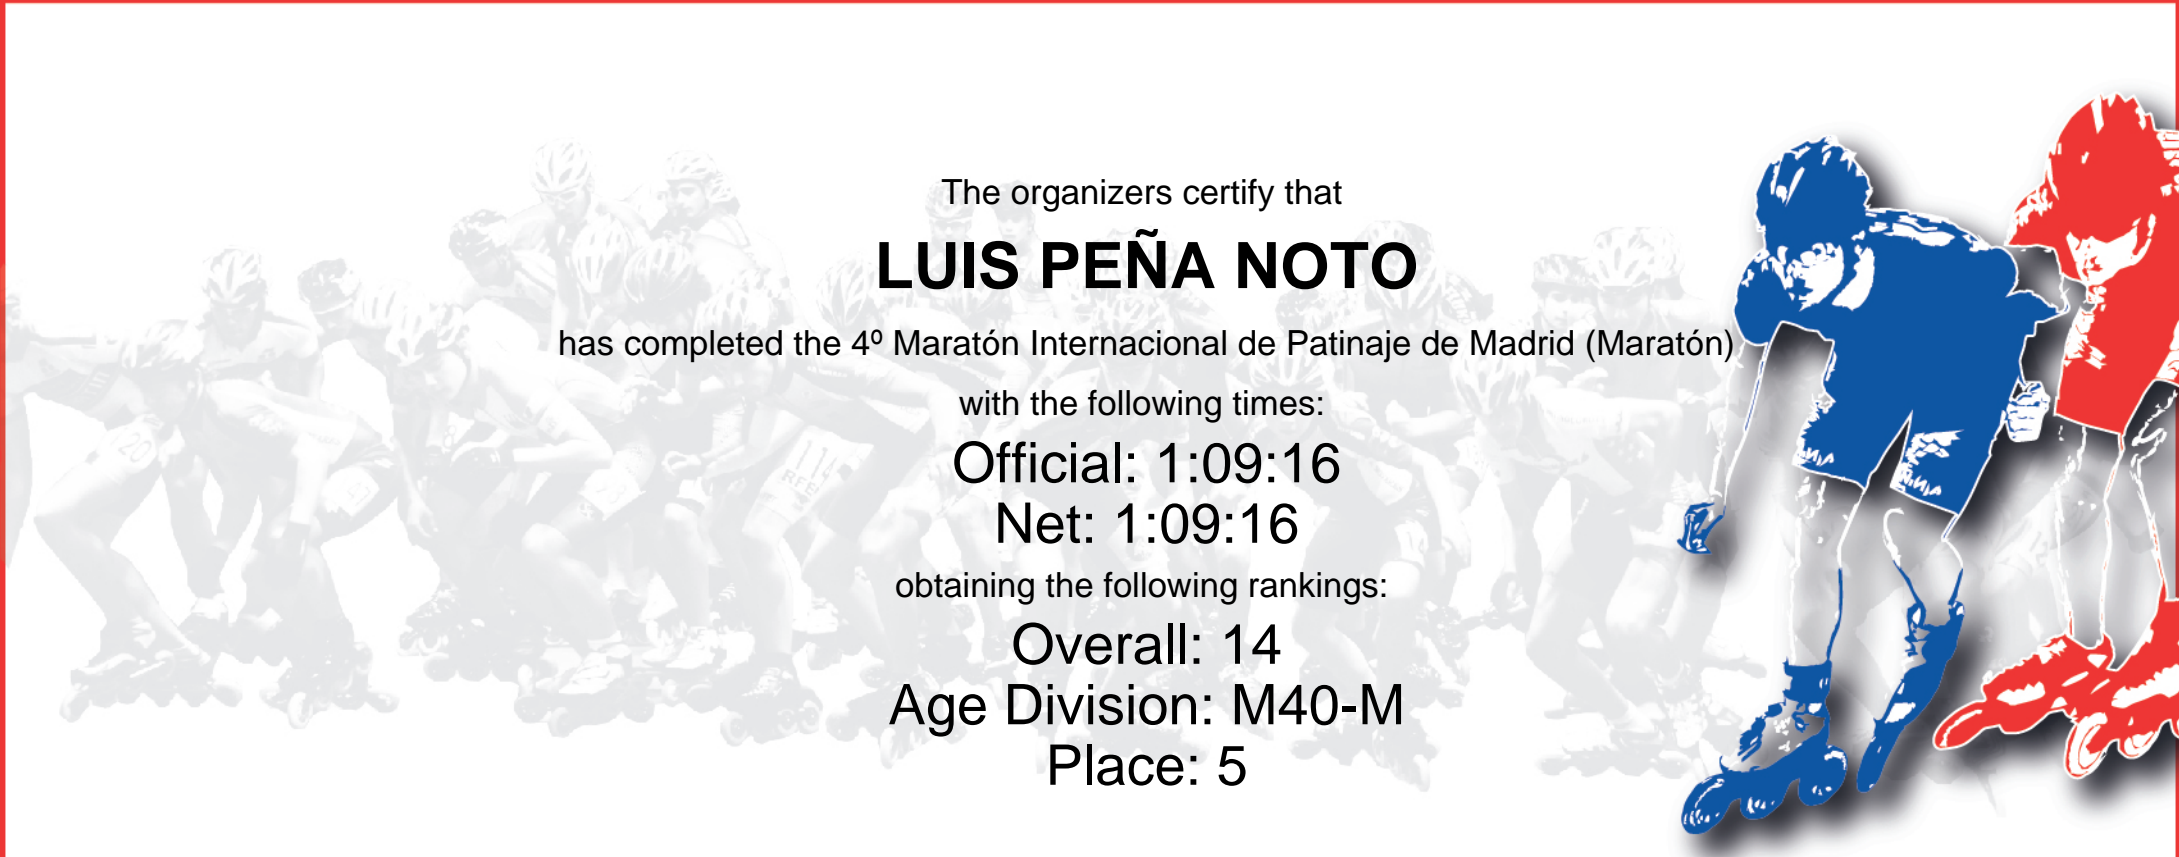 The organizers certify that
LUIS PEÑA NOTO
has completed the 4º Maratón Internacional de Patinaje de Madrid (Maratón)
with the following times:
Official: 1:09:16
Net: 1:09:16
obtaining the following rankings:
Overall: 14
Age Division: M40-M
Place: 5
114
20